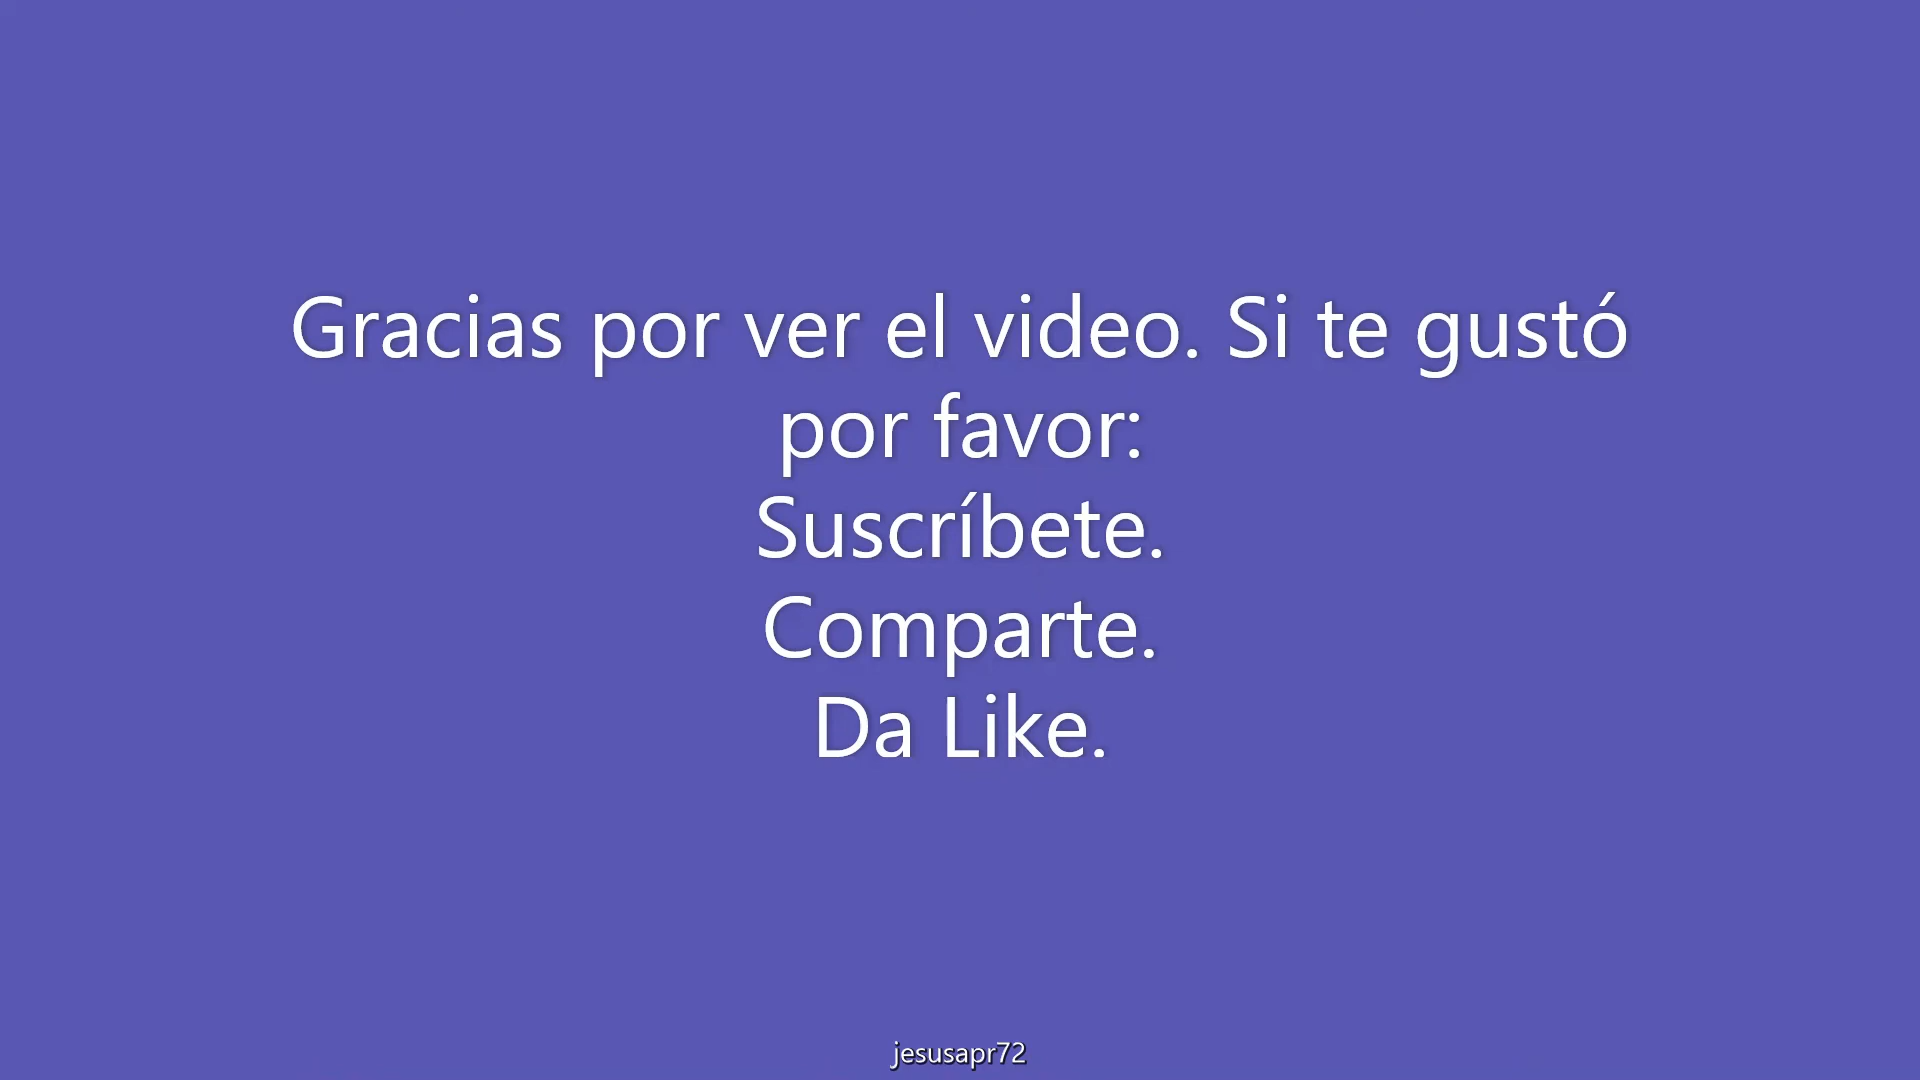 Gracias por ver el video. Si te gustó
por favor:
Suscríbete.
Comparte.
Da Like.
jesusapr72